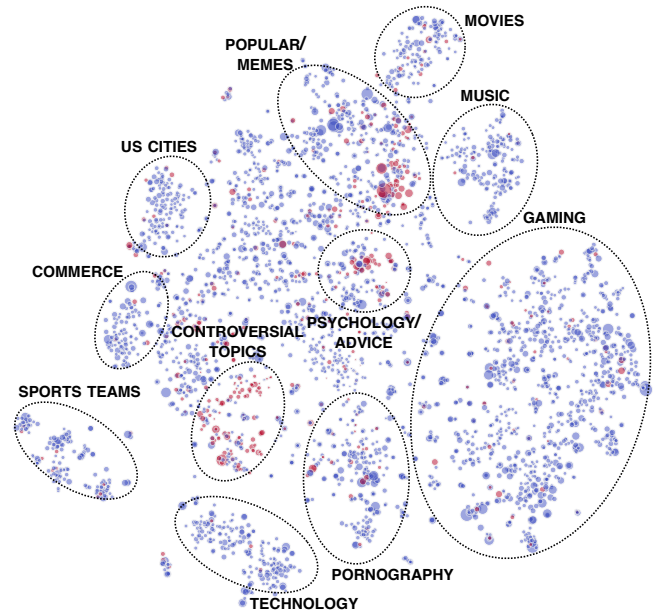 MOVIES
POPULAR/
MEMES
MUSIC
US CITIES
GAMING
COMMERCE
PSYCHOLOGY/
ADVICE
CONTROVERSIAL
TOPICS
SPORTS TEAMS
PORNOGRAPHY
TECHNOLOGY